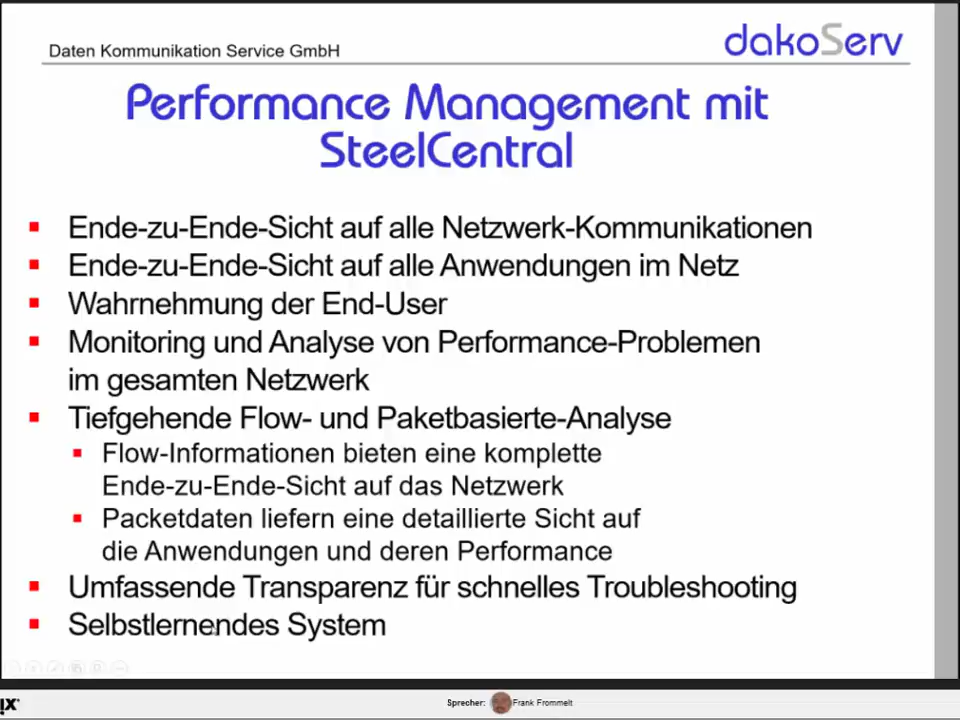 Daten Kommunikation Service GmbH
dakoServ
Performance Management mit
SteelCentral
Ende-zu-Ende-Sicht auf alle Netzwerk-Kommunikationen
Ende-zu-Ende-Sicht auf alle Anwendungen im Netz
Wahrnehmung der End-User
Monitoring und Analyse von Performance-Problemen
im gesamten Netzwerk
Tiefgehende Flow- und Paketbasierte-Analyse
Flow-Informationen bieten eine komplette
Ende-zu-Ende-Sicht auf das Netzwerk
Packetdaten liefern eine detaillierte Sicht auf
die Anwendungen und deren Performance
Umfassende Transparenz für schnelles Troubleshooting
Selbstlernendes System
Sprecher: Frank Frommelt